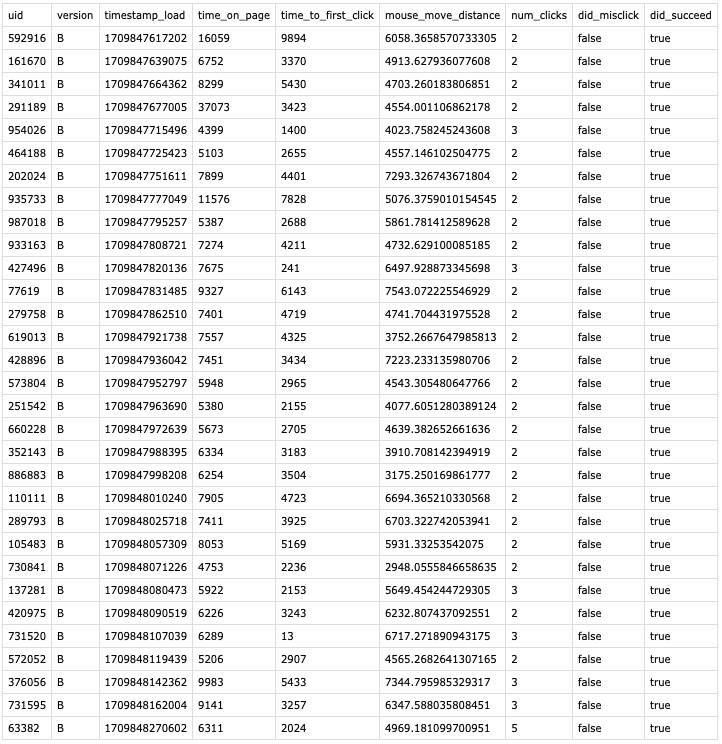 uid version timestamp_load time_on_page time_to_first_click mouse_move_distance num_clicks did_misclick did_succeed
592916 B 1709847617202 16059 9894 6058.3658570733305 2 false true
161670 B 1709847639075 6752 3370 4913.627936077608 2 false true
341011 B 1709847664362 8299 5430 4703.260183806851 2 false true
291189 B 1709847677005 37073 3423 4554.001106862178 2 false true
954026 B 1709847715496 4399 1400 4023.758245243608 3 false true
464188 B 1709847725423 5103 2655 4557.146102504775 2 false true
202024 B 1709847751611 7899 4401 7293.326743671804 2 false true
935733 B 1709847777049 11576 7828 5076.3759010154545 2 false true
987018 B 1709847795257 5387 2688 5861.781412589628 2 false true
933163 B 1709847808721 7274 4211 4732.629100085185 2 false true
427496 B 1709847820136 7675 241 6497.928873345698 3 false true
77619 B 1709847831485 9327 6143 7543.072225546929 2 false true
279758 B 1709847862510 7401 4719 4741.704431975528 2 false true
619013 B 1709847921738 7557 4325 3752.2667647985813 2 false true
428896 B 1709847936042 7451 3434 7223.233135980706 2 false true
573804 B 1709847952797 5948 2965 4543.305480647766 2 false true
251542 B 1709847963690 5380 2155 4077.6051280389124 2 false true
660228 B 1709847972639 5673 2705 4639.382652661636 2 false true
352143 B 1709847988395 6334 3183 3910.708142394919 2 false true
886883 B 1709847998208 6254 3504 3175.250169861777 2 false true
110111 B 1709848010240 7905 4723 6694.365210330568 2 false true
289793 B 1709848025718 7411 3925 6703.322742053941 2 false true
105483 B 1709848057309 8053 5169 5931.33253542075 2 false true
730841 B 1709848071226 4753 2236 2948.0555846658635 2 false true
137281 B 1709848080473 5922 2153 5649.454244729305 3 false true
420975 B 1709848090519 6226 3243 6232.807437092551 2 false true
731520 B 1709848107039 6289 13 6717.271890943175 3 false true
572052 B 1709848119439 5206 2907 4565.2682641307165 2 false true
376056 B 1709848142362 9983 5433 7344.795985329317 3 false true
731595 B 1709848162004 9141 3257 6347.588035808451 3 false true
63382 B 1709848270602 6311 2024 4969.181099700951 5 false true